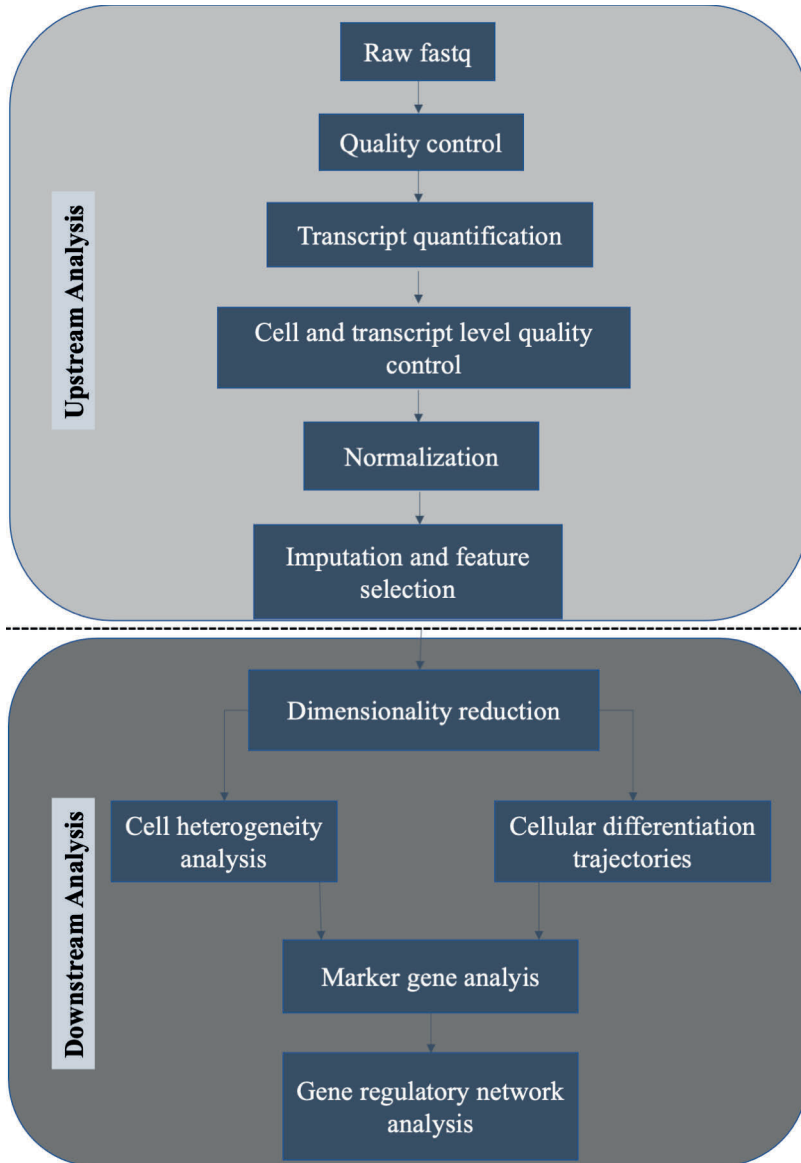 Raw fastq
Quality control
Transcript quantification
Cell and transcript level quality
control
Normalization
Imputation and feature
selection
Upstream Analysis
Dimensionality reduction
Cell heterogeneity
analysis
Cellular differentiation
trajectories
Marker gene analyis
Gene regulatory network
analysis
Downstream Analysis